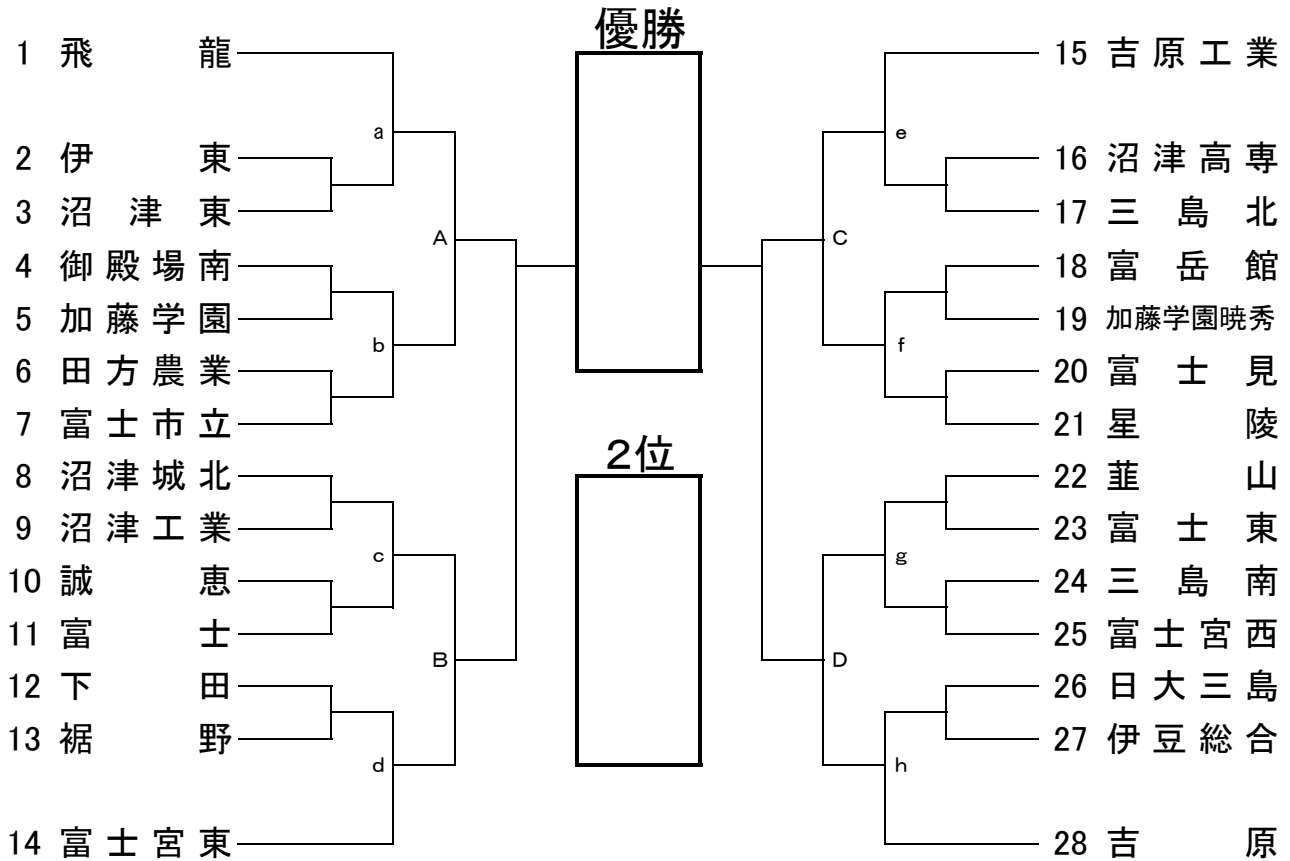 優勝
1 飛龍
a
2 伊東
3 沼津東
A
4 御殿場南
5 加藤学園
b
6 田方農業
7 富士市立
8 沼津城北
9 沼津工業
c
10 誠恵
11 富士
B
12 下田
13 裾野
d
14 富士宮東
2位
15 吉原工業
e
16 沼津高専
17 三島北
C
18 富岳館
19 加藤学園暁秀
f
20 富士見
21 星陵
22 韮山
23 富士東
g
24 三島南
25 富士宮西
D
26 日大三島
27 伊豆総合
h
28 吉原